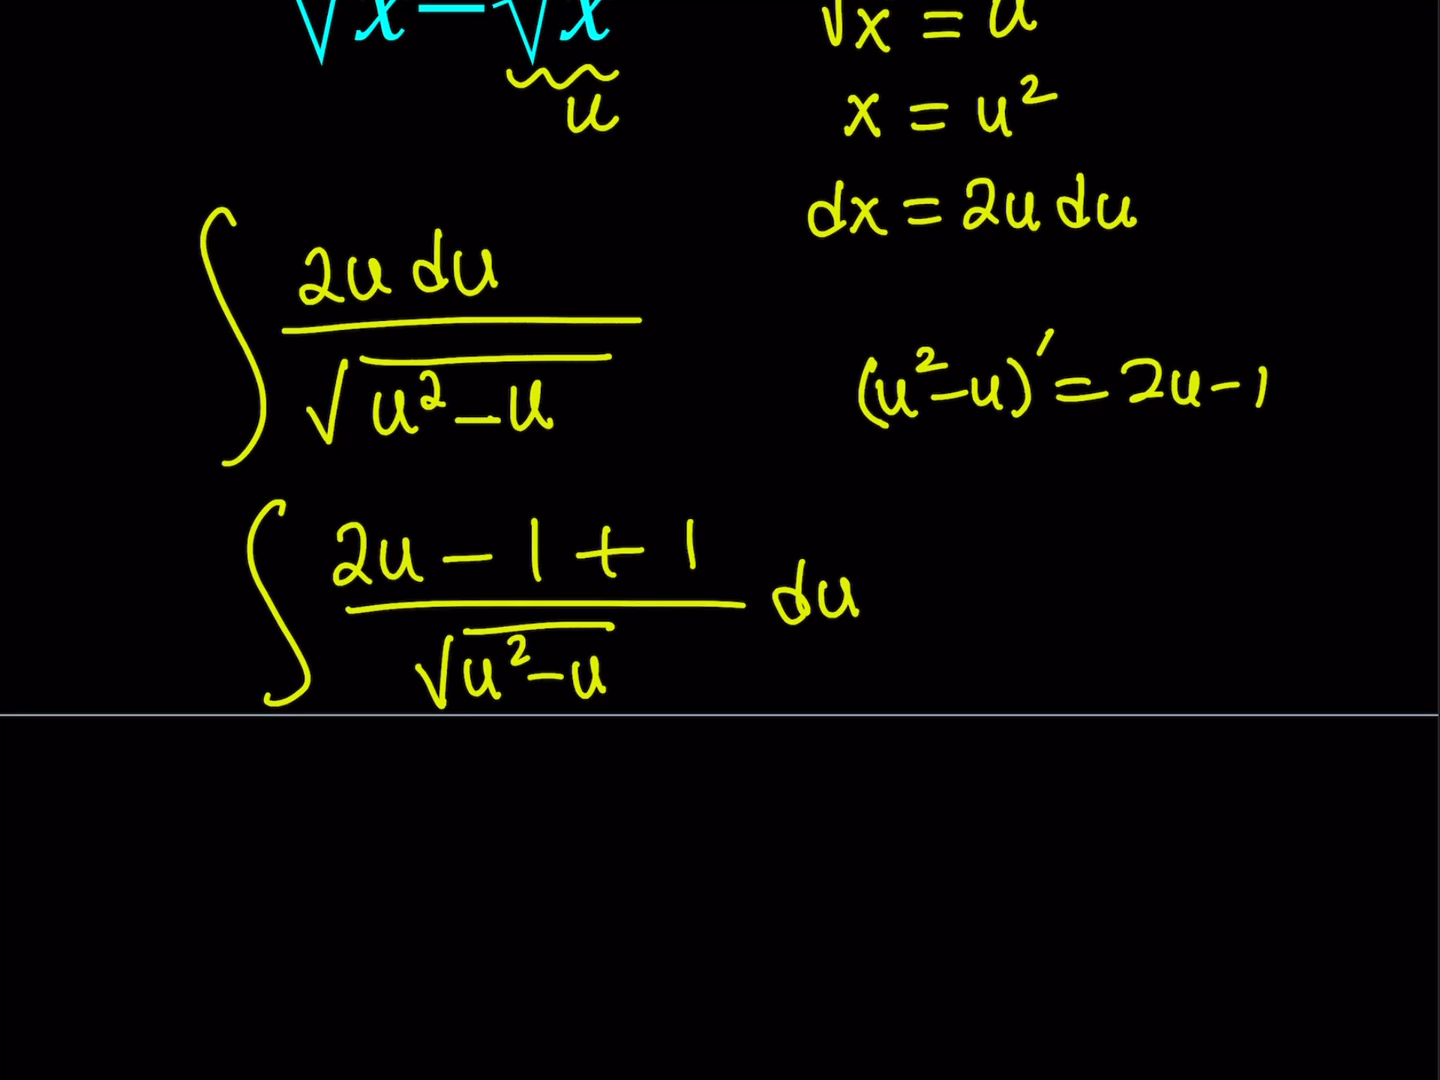 √x − √x
u
√x = u
x = u²
dx = 2u du
∫ 2u du / √(u² − u)
(u² − u)′ = 2u − 1
∫ (2u − 1 + 1) / √(u² − u) du